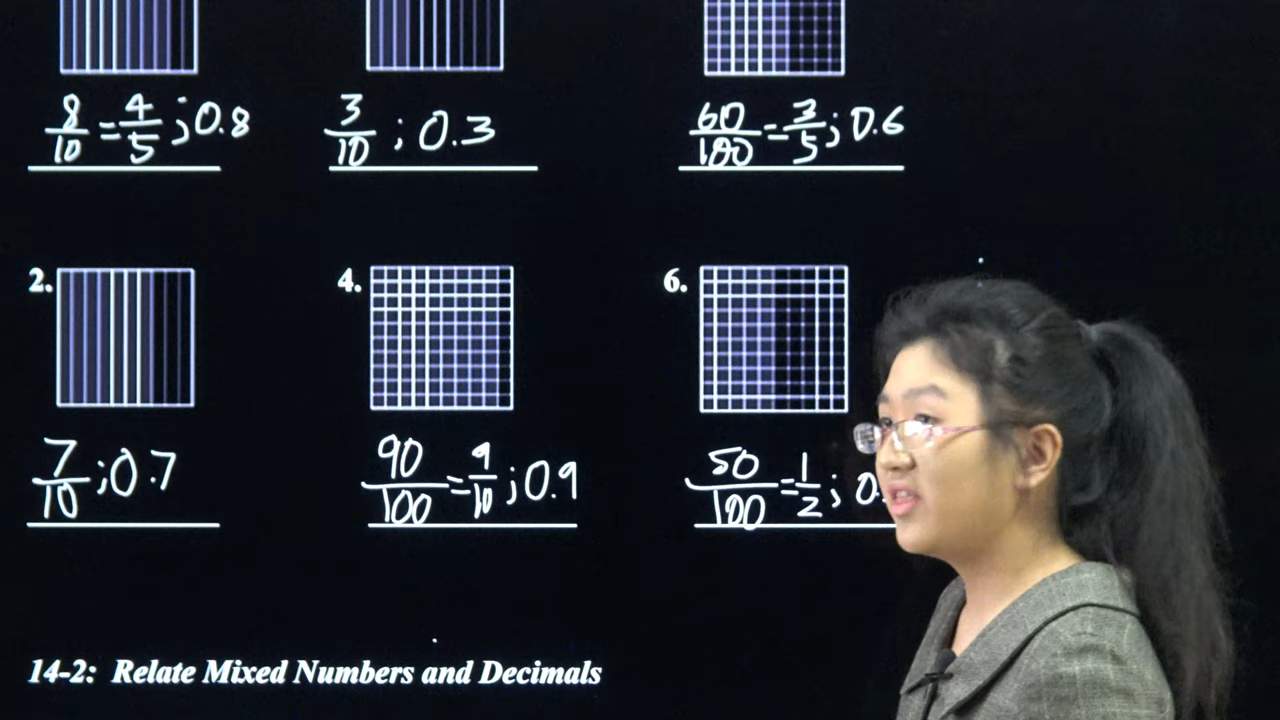 8/10 = 4/5 ; 0.8
3/10 ; 0.3
60/100 = 3/5 ; 0.6
2.
4.
6.
7/10 ; 0.7
90/100 = 9/10 ; 0.9
50/100 = 1/2 ; 0.
14-2: Relate Mixed Numbers and Decimals